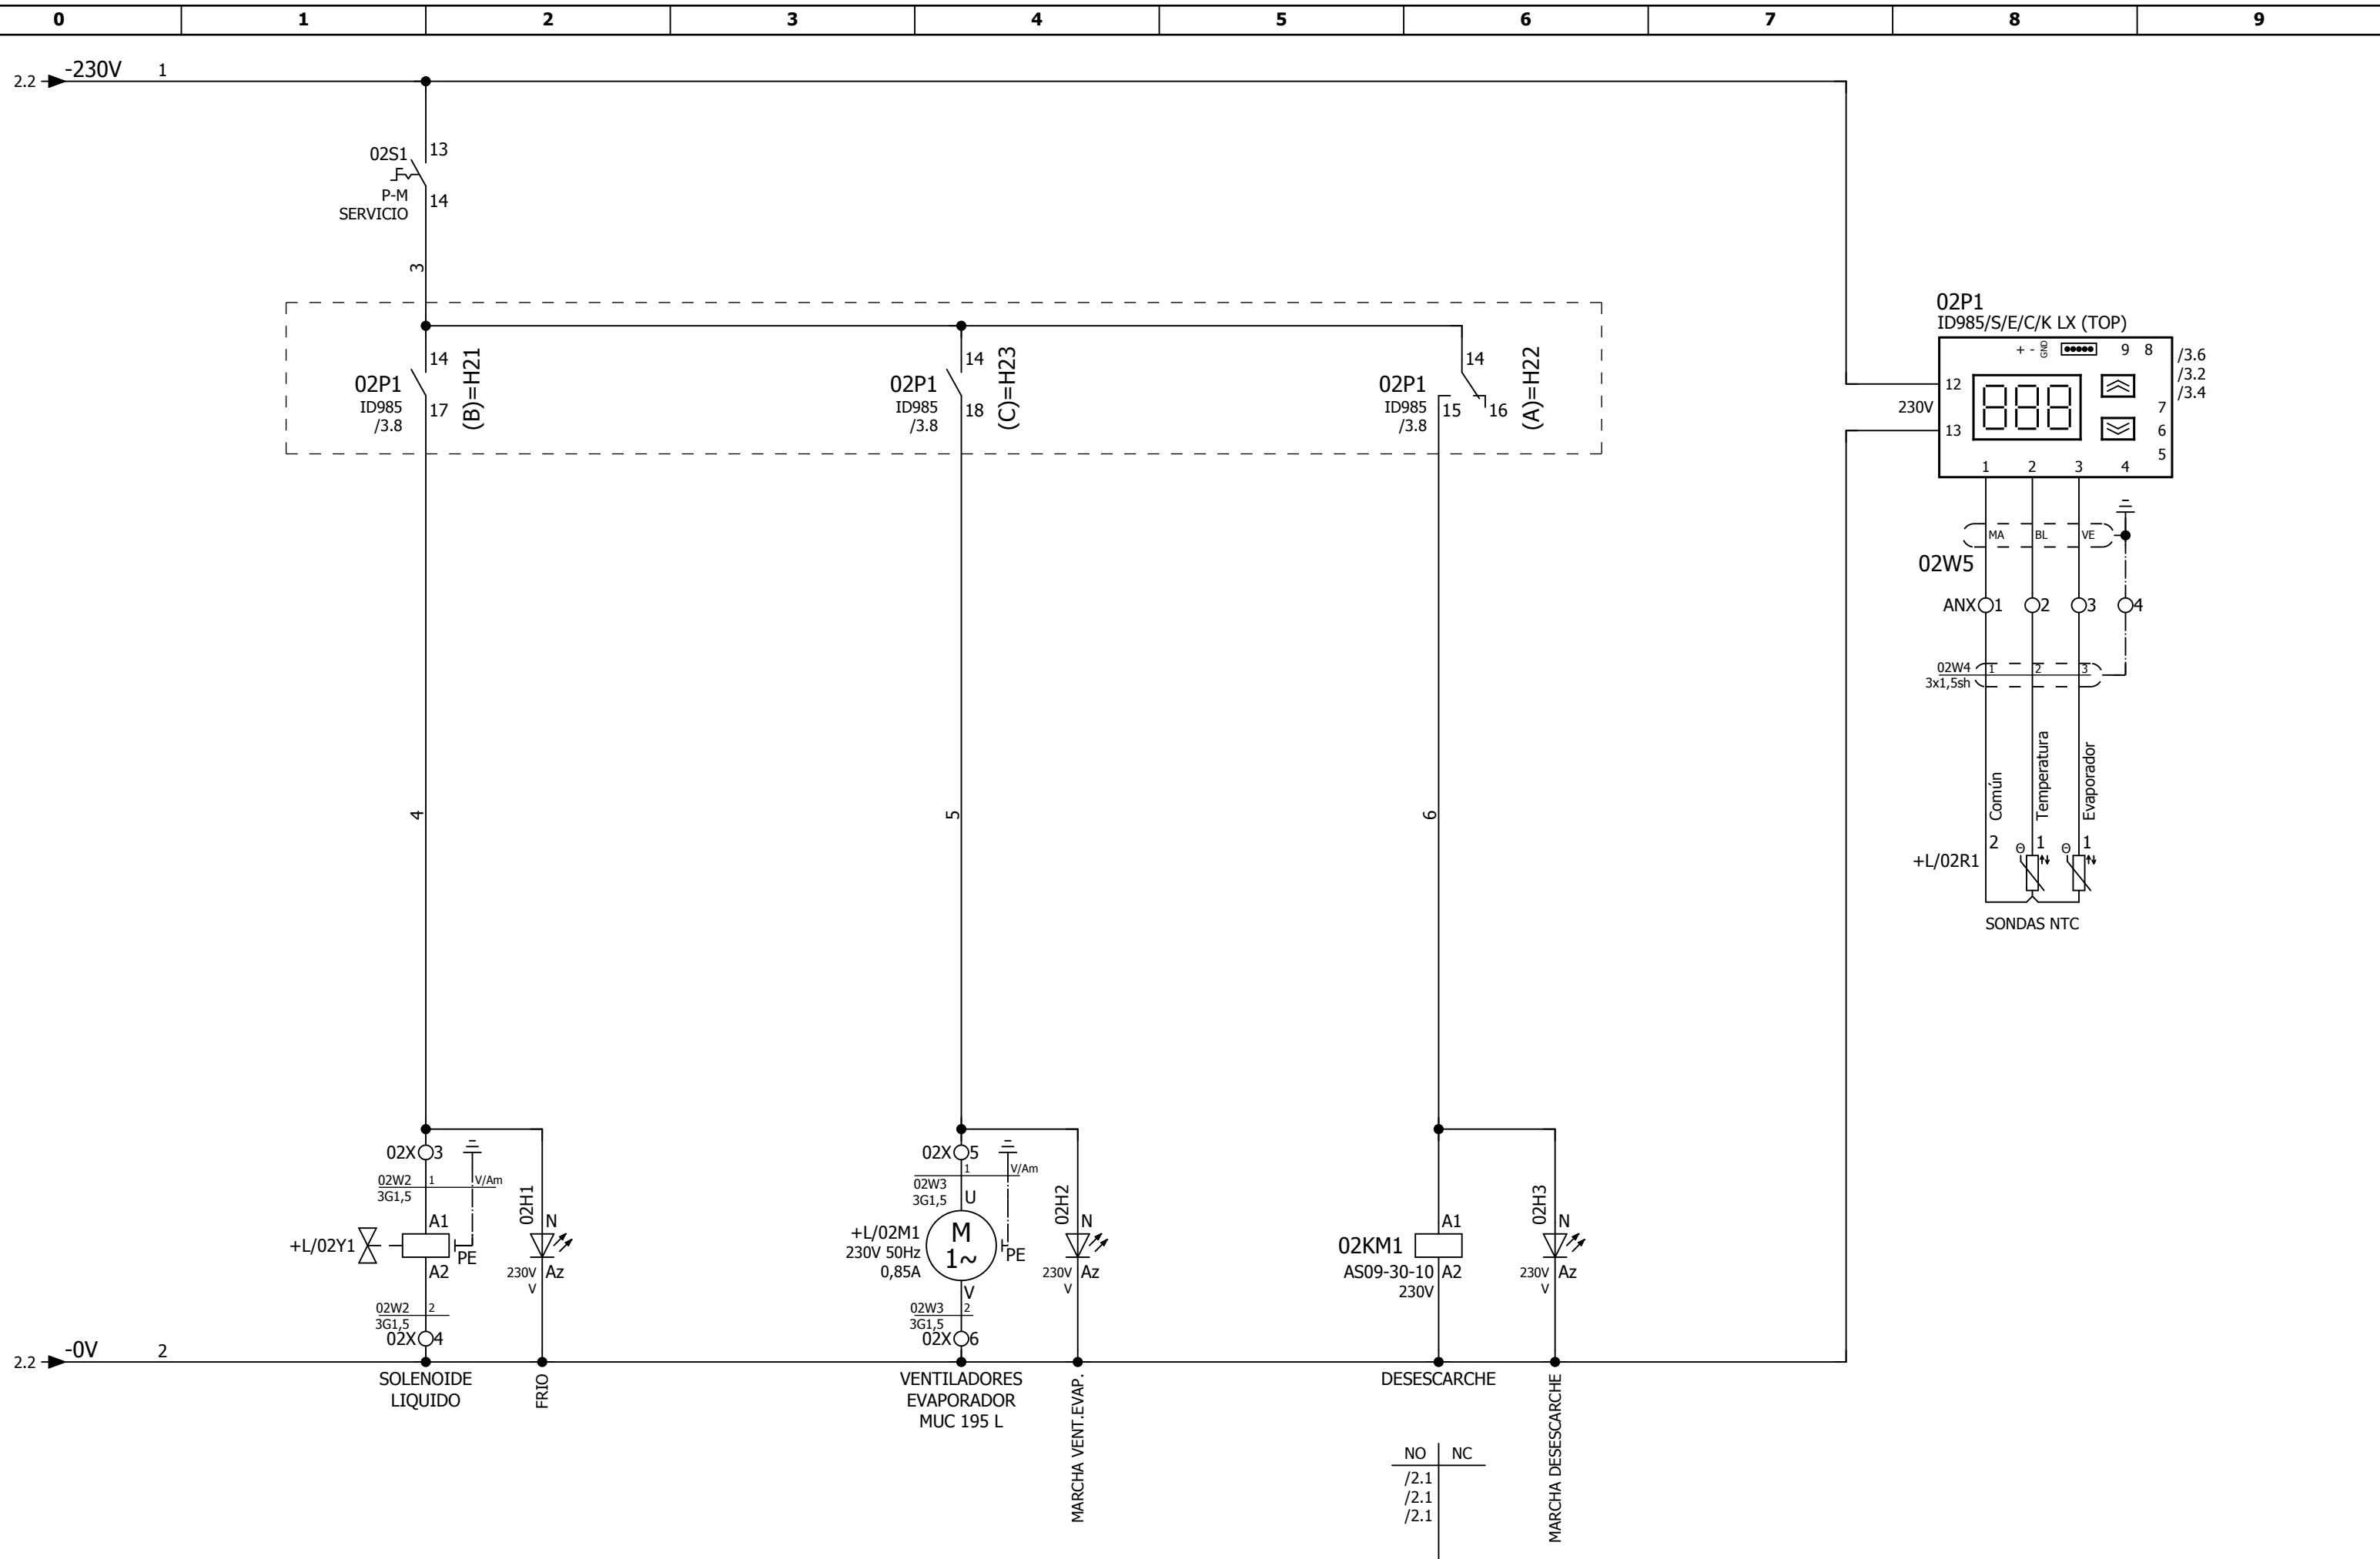 0 1 2 3 4 5 6 7 8 9
2.2 -230V 1
02S1 13
P-M 14
SERVICIO
3
02P1
ID985/S/E/C/K LX (TOP)
+ - GND 9 8 /3.6
12 /3.2
/3.4
230V 7
13 6
5
1 2 3 4
14
02P1
ID985 17
/3.8
(B)=H21
14
02P1
ID985 18
/3.8
(C)=H23
14
02P1
ID985 15 16
/3.8
(A)=H22
MA BL VE
02W5
ANX 1 2 3 4
02W4 1 2 3
3x1,5sh
Común
Temperatura
Evaporador
2 Θ 1 Θ 1
+L/02R1
SONDAS NTC
4
5
6
02X 3
02W2 1 V/Am
3G1,5
A1
+L/02Y1
PE
A2
02W2 2
3G1,5
02X 4
02H1
N
230V Az
V
02X 5
1 V/Am
02W3
3G1,5 U
+L/02M1 M
230V 50Hz 1~ PE
0,85A
V
02W3 2
3G1,5
02X 6
02H2
N
230V Az
V
A1
02KM1
AS09-30-10 A2
230V
02H3
N
230V Az
V
2.2 -0V 2
SOLENOIDE
LIQUIDO
FRIO
VENTILADORES
EVAPORADOR
MUC 195 L
MARCHA VENT.EVAP.
DESESCARCHE
MARCHA DESESCARCHE
NO NC
/2.1
/2.1
/2.1